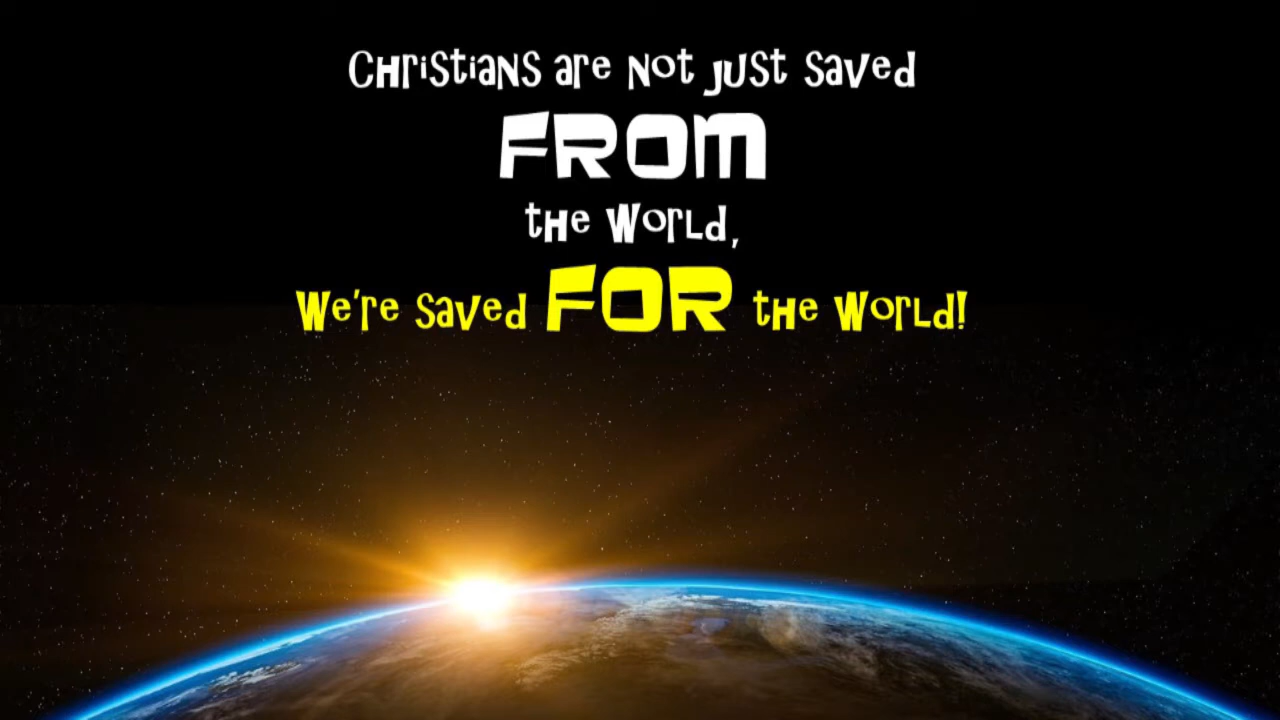 Christians are not just saved
FROM
the world,
We're saved FOR the world!